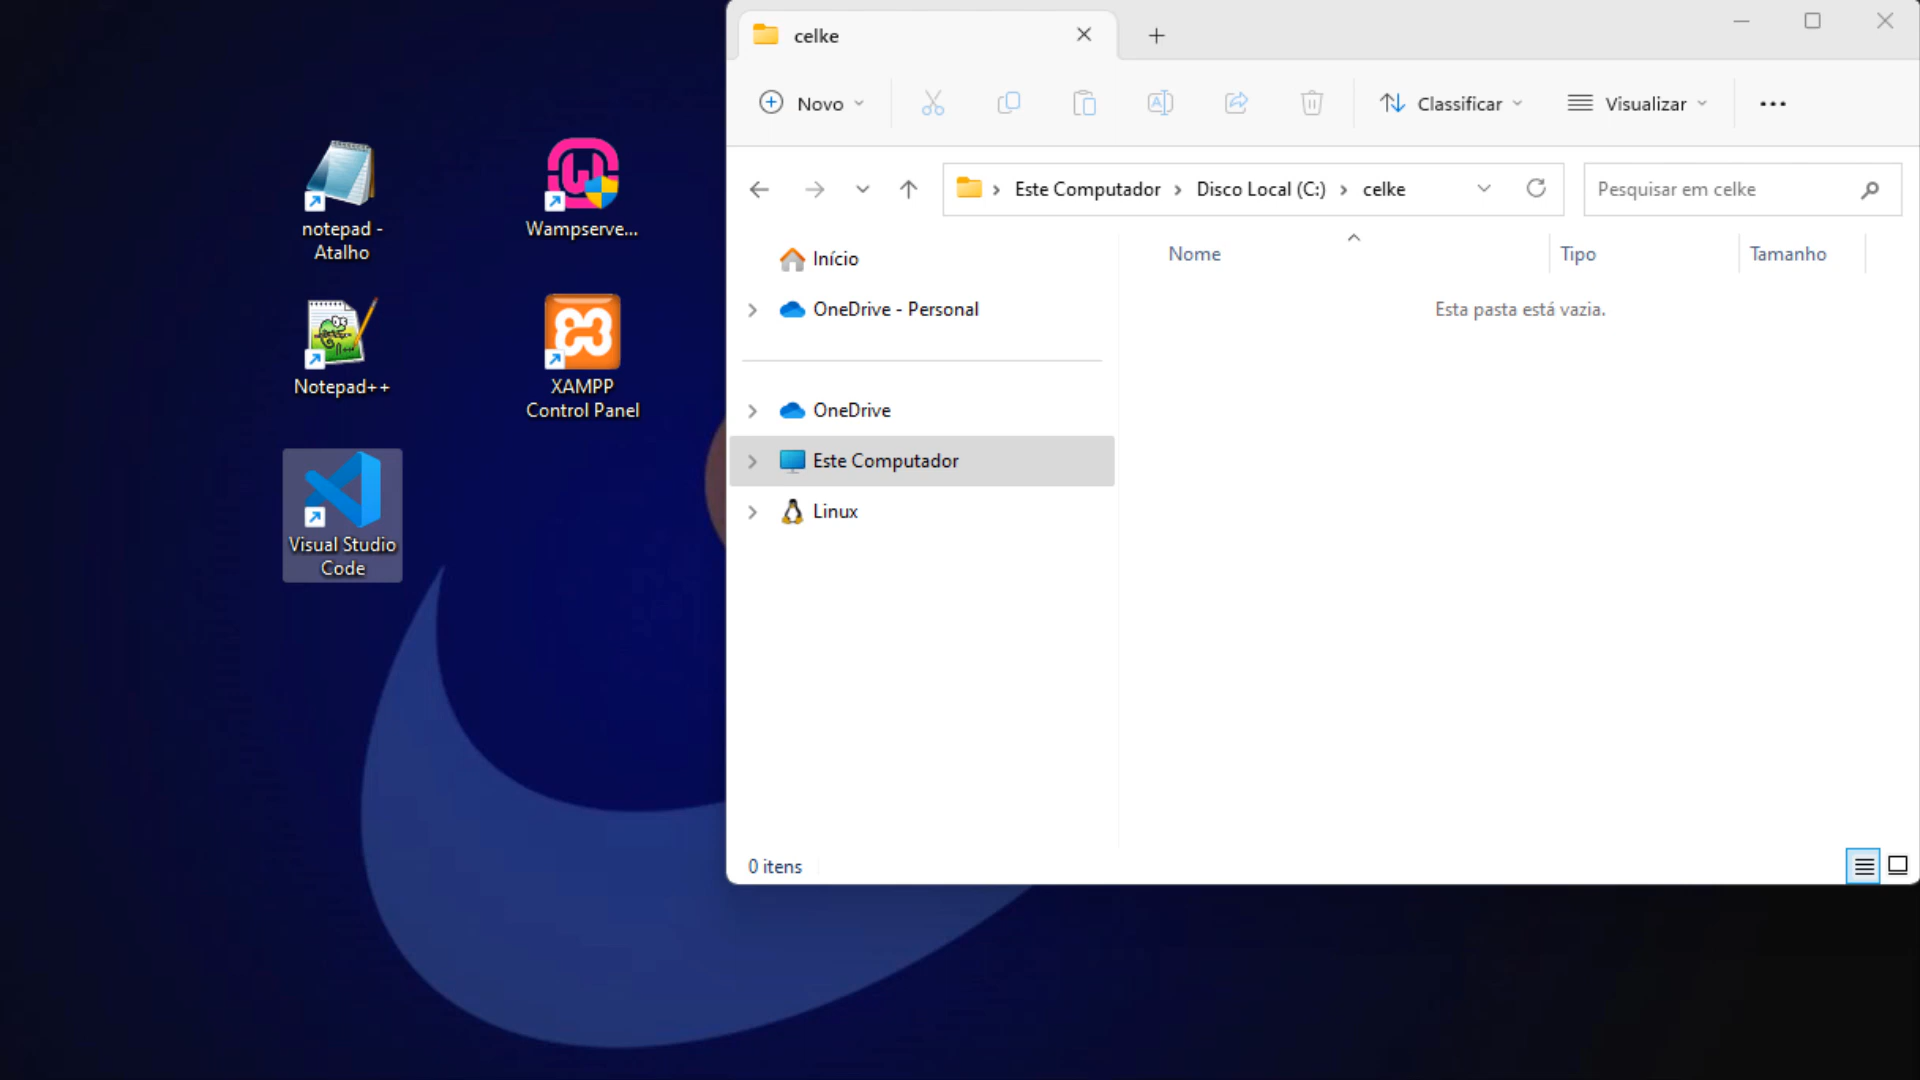 notepad -
Atalho
Wampserve...
Notepad++
XAMPP
Control Panel
Visual Studio
Code
celke
Novo
Classificar
Visualizar
Este Computador
Disco Local (C:)
celke
Pesquisar em celke
Início
OneDrive - Personal
OneDrive
Este Computador
Linux
Nome
Tipo
Tamanho
Esta pasta está vazia.
0 itens